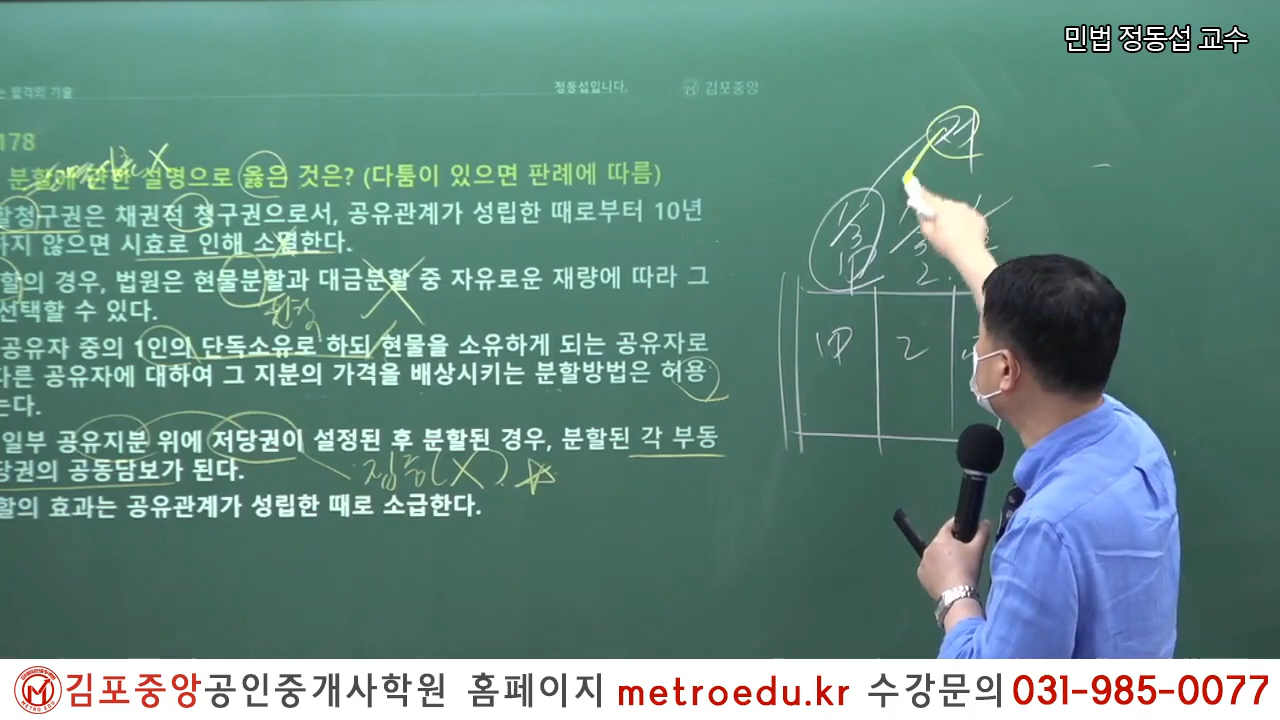 민법 정동섭 교수
는 합격의 기술
정동섭입니다.
김포중앙
178
분할에 관한 설명으로 옳은 것은? (다툼이 있으면 판례에 따름)
할청구권은 채권적 청구권으로서, 공유관계가 성립한 때로부터 10년
하지 않으면 시효로 인해 소멸한다.
할의 경우, 법원은 현물분할과 대금분할 중 자유로운 재량에 따라 그
선택할 수 있다.
공유자 중의 1인의 단독소유로 하되 현물을 소유하게 되는 공유자로
다른 공유자에 대하여 그 지분의 가격을 배상시키는 분할방법은 허용
는다.
일부 공유지분 위에 저당권이 설정된 후 분할된 경우, 분할된 각 부동
당권의 공동담보가 된다.
집중(X) ☆
할의 효과는 공유관계가 성립한 때로 소급한다.
저
甲
乙
METRO EDU
김포중앙공인중개사학원 홈페이지 metroedu.kr 수강문의 031-985-0077